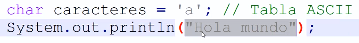 char caracteres = 'a'; // Tabla ASCII
System.out.println("Hola mundo");